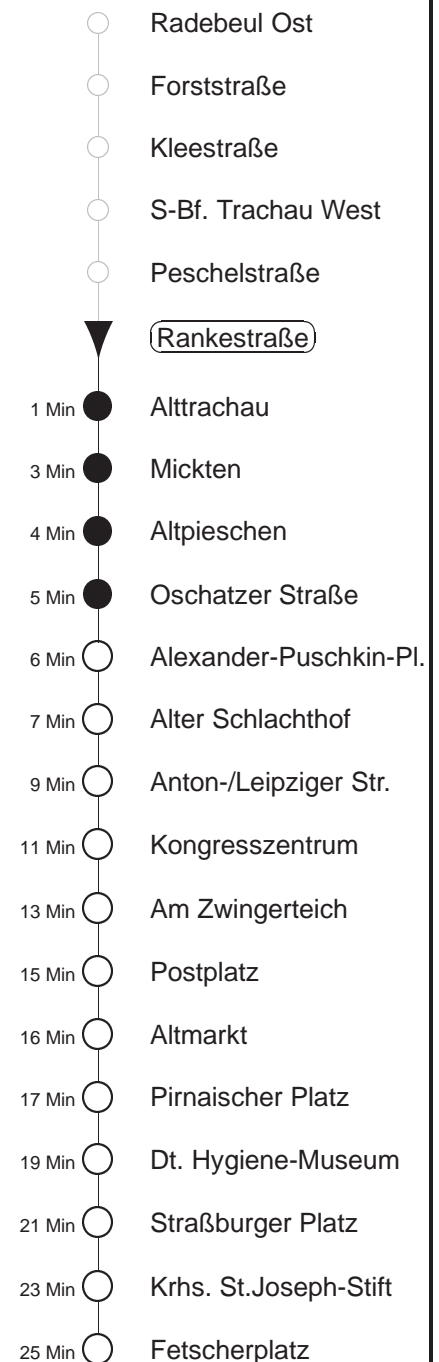 Radebeul Ost
Forststraße
Kleestraße
S-Bf. Trachau West
Peschelstraße
Rankestraße
1 Min Alttrachau
3 Min Mickten
4 Min Altpieschen
5 Min Oschatzer Straße
6 Min Alexander-Puschkin-Pl.
7 Min Alter Schlachthof
9 Min Anton-/Leipziger Str.
11 Min Kongresszentrum
13 Min Am Zwingerteich
15 Min Postplatz
16 Min Altmarkt
17 Min Pirnaischer Platz
19 Min Dt. Hygiene-Museum
21 Min Straßburger Platz
23 Min Krhs. St.Joseph-Stift
25 Min Fetscherplatz